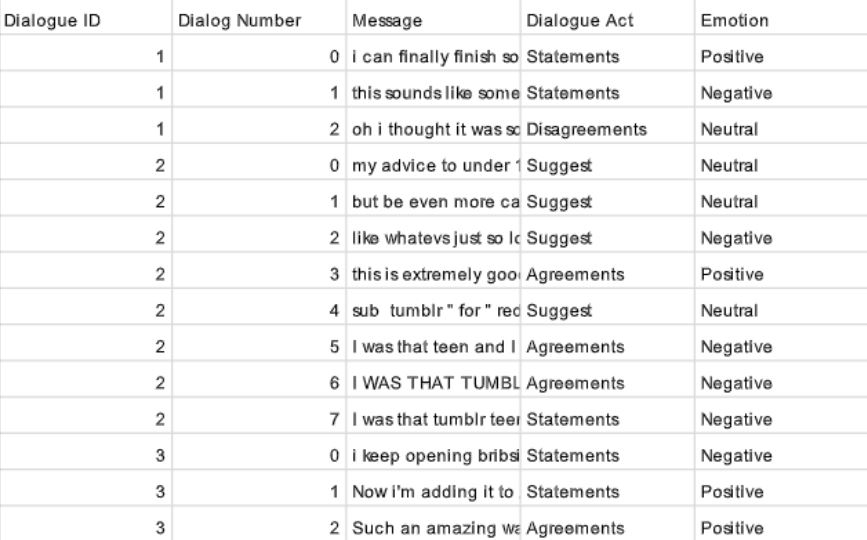 Dialogue ID Dialog Number Message Dialogue Act Emotion
1 0 i can finally finish so Statements Positive
1 1 this sounds like some Statements Negative
1 2 oh i thought it was so Disagreements Neutral
2 0 my advice to under Suggest Neutral
2 1 but be even more ca Suggest Neutral
2 2 like whatevs just so lo Suggest Negative
2 3 this is extremely goo Agreements Positive
2 4 sub tumblr " for " red Suggest Neutral
2 5 I was that teen and I Agreements Negative
2 6 I WAS THAT TUMBL Agreements Negative
2 7 I was that tumblr teer Statements Negative
3 0 i keep opening bribsi Statements Negative
3 1 Now i'm adding it to Statements Positive
3 2 Such an amazing wa Agreements Positive